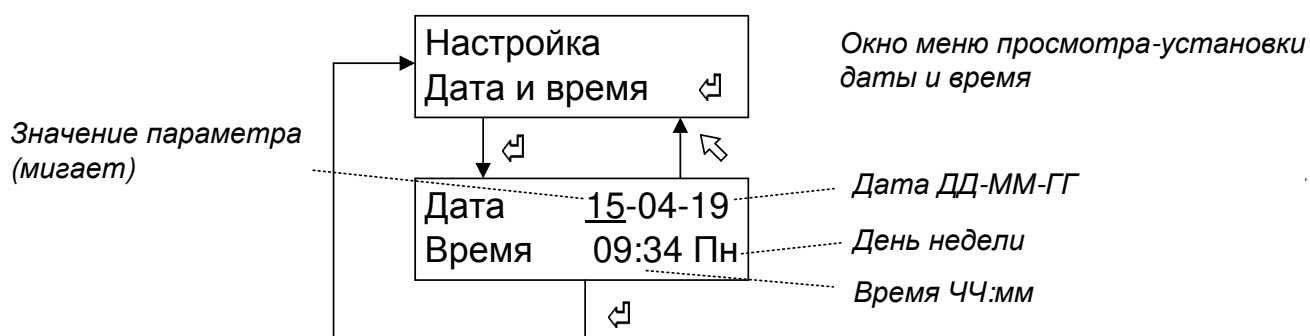 Настройка
Дата и время
Окно меню просмотра-установки
даты и время
Значение параметра
(мигает)
Дата 15-04-19
Время 09:34 Пн
Дата ДД-ММ-ГГ
День недели
Время ЧЧ:мм